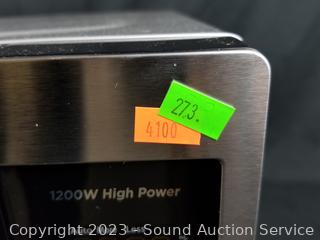 273.
4100
1200W High Power
Copyright 2023 - Sound Auction Service